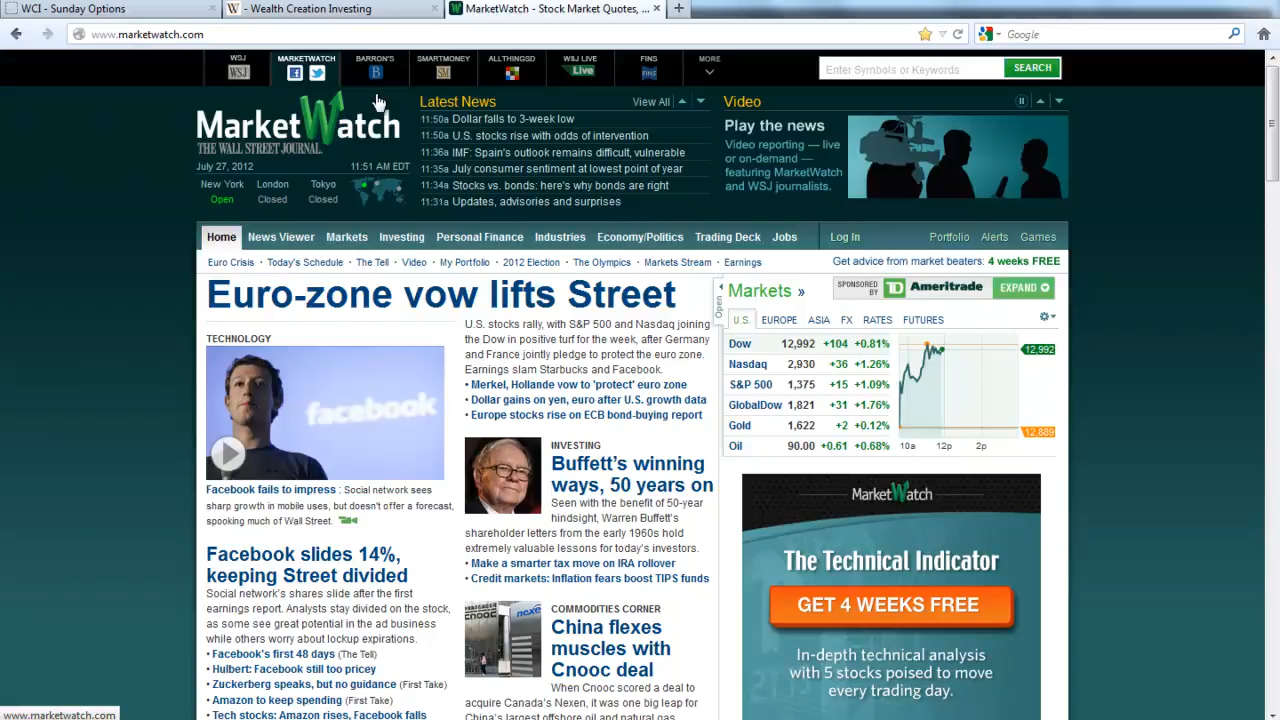 WCI - Sunday Options
- Wealth Creation Investing
MarketWatch - Stock Market Quotes, ...
www.marketwatch.com
Google
WSJ
MARKETWATCH
BARRON'S
SMARTMONEY
ALLTHINGSD
WSJ LIVE
FINS
MORE
WSJ
B
SM
Live
FINS
Enter Symbols or Keywords
SEARCH
MarketWatch
THE WALL STREET JOURNAL.
July 27, 2012
11:51 AM EDT
New York
London
Tokyo
Open
Closed
Closed
Latest News
View All
11:50a Dollar falls to 3-week low
11:50a U.S. stocks rise with odds of intervention
11:36a IMF: Spain's outlook remains difficult, vulnerable
11:35a July consumer sentiment at lowest point of year
11:34a Stocks vs. bonds: here's why bonds are right
11:31a Updates, advisories and surprises
Video
Play the news
Video reporting — live
or on-demand —
featuring MarketWatch
and WSJ journalists.
Home
News Viewer
Markets
Investing
Personal Finance
Industries
Economy/Politics
Trading Deck
Jobs
Log In
Portfolio
Alerts
Games
Euro Crisis
Today's Schedule
The Tell
Video
My Portfolio
2012 Election
The Olympics
Markets Stream
Earnings
Get advice from market beaters: 4 weeks FREE
Euro-zone vow lifts Street
TECHNOLOGY
facebook
Facebook fails to impress : Social network sees
sharp growth in mobile uses, but doesn't offer a forecast,
spooking much of Wall Street.
Facebook slides 14%,
keeping Street divided
Social network's shares slide after the first
earnings report. Analysts stay divided on the stock,
as some see great potential in the ad business
while others worry about lockup expirations.
• Facebook's first 48 days (The Tell)
• Hulbert: Facebook still too pricey
• Zuckerberg speaks, but no guidance (First Take)
• Amazon to keep spending (First Take)
• Tech stocks: Amazon rises, Facebook falls
U.S. stocks rally, with S&P 500 and Nasdaq joining
the Dow in positive turf for the week, after Germany
and France jointly pledge to protect the euro zone.
Earnings slam Starbucks and Facebook.
• Merkel, Hollande vow to 'protect' euro zone
• Dollar gains on yen, euro after U.S. growth data
• Europe stocks rise on ECB bond-buying report
INVESTING
Buffett's winning
ways, 50 years on
Seen with the benefit of 50-year
hindsight, Warren Buffett's
shareholder letters from the early 1960s hold
extremely valuable lessons for today's investors.
• Make a smarter tax move on IRA rollover
• Credit markets: Inflation fears boost TIPS funds
cnooc
nexe
COMMODITIES CORNER
China flexes
muscles with
Cnooc deal
When Cnooc scored a deal to
acquire Canada's Nexen, it was one big leap for
China's largest offshore oil and natural gas
Open
Markets »
SPONSORED
BY
TD
Ameritrade
EXPAND
U.S.
EUROPE
ASIA
FX
RATES
FUTURES
Dow 12,992 +104 +0.81%
Nasdaq 2,930 +36 +1.26%
S&P 500 1,375 +15 +1.09%
GlobalDow 1,821 +31 +1.76%
Gold 1,622 +2 +0.12%
Oil 90.00 +0.61 +0.68%
12,992
12,889
10a 12p 2p
MarketWatch
The Technical Indicator
GET 4 WEEKS FREE
In-depth technical analysis
with 5 stocks poised to move
every trading day.
www.marketwatch.com